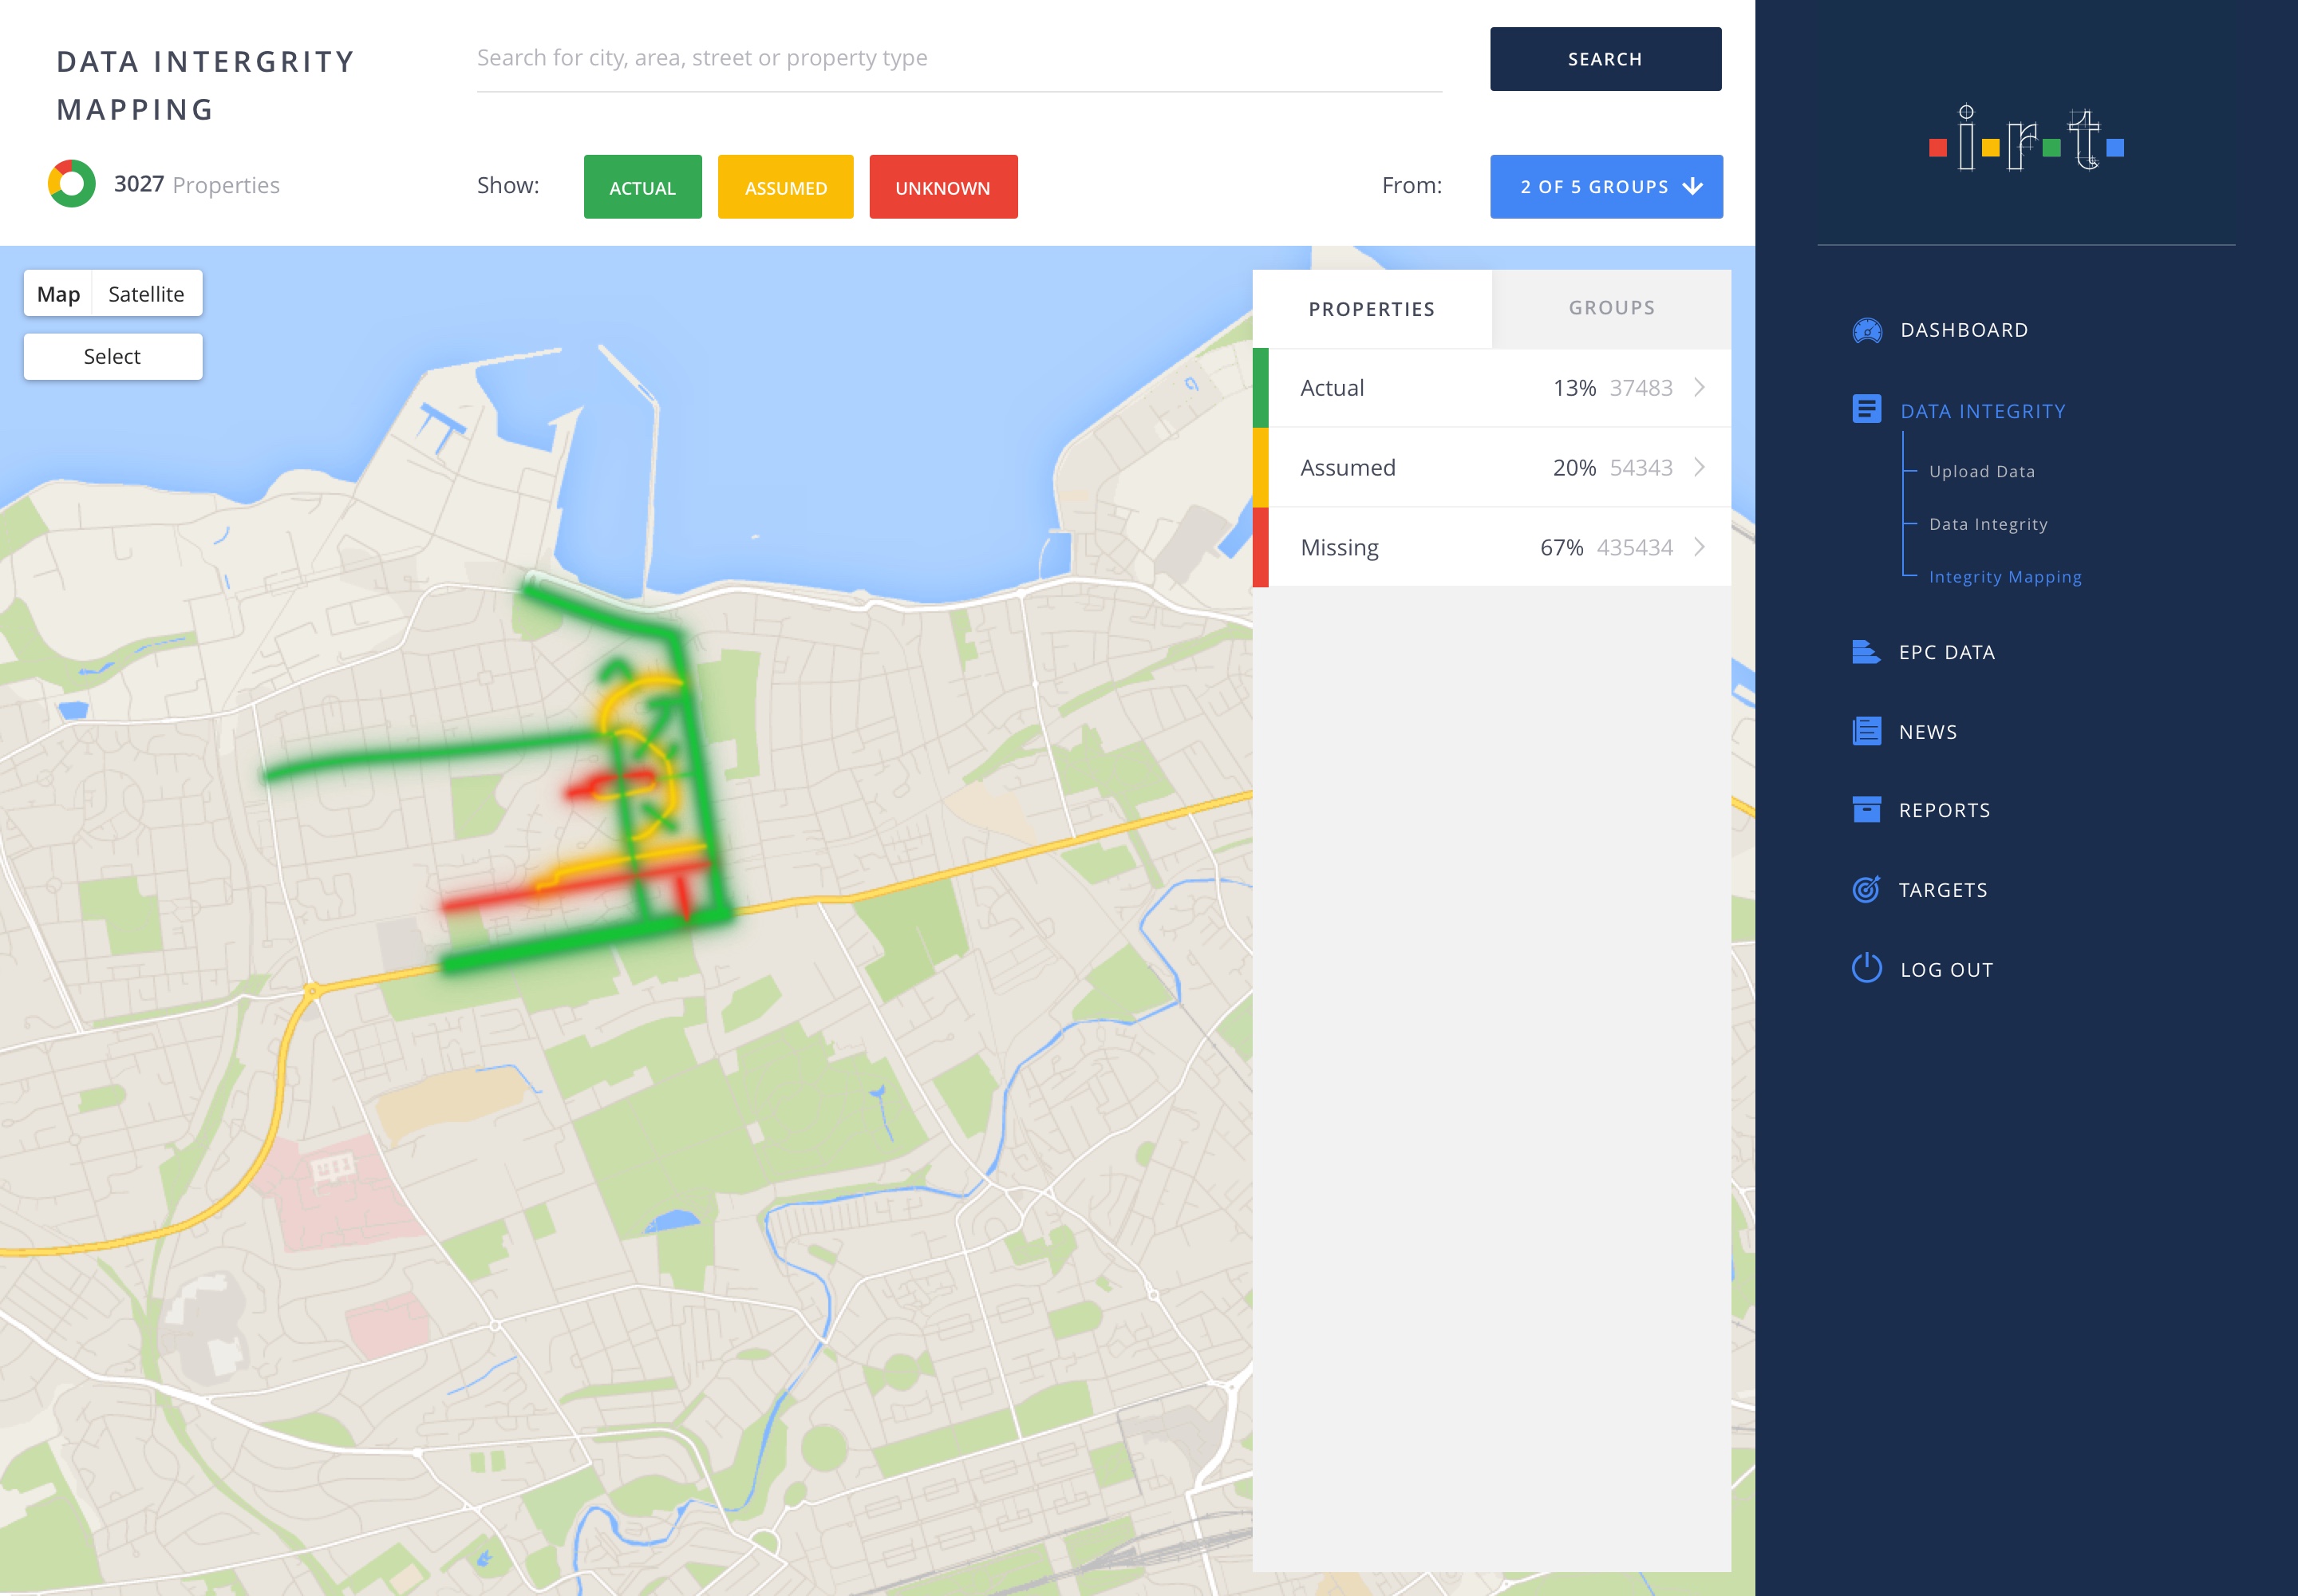 DATA INTERGRITY
MAPPING
Search for city, area, street or property type
SEARCH
3027 Properties
Show:
ACTUAL
ASSUMED
UNKNOWN
From:
2 OF 5 GROUPS
Map
Satellite
Select
PROPERTIES
GROUPS
Actual 13% 37483
Assumed 20% 54343
Missing 67% 435434
i r t
DASHBOARD
DATA INTEGRITY
Upload Data
Data Integrity
Integrity Mapping
EPC DATA
NEWS
REPORTS
TARGETS
LOG OUT